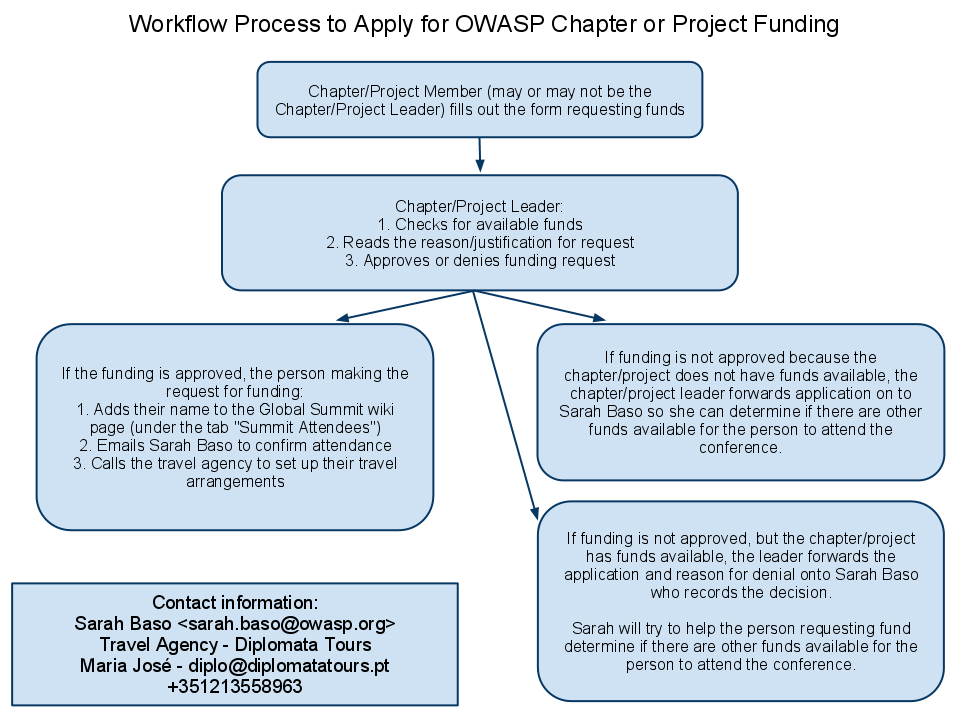 Workflow Process to Apply for OWASP Chapter or Project Funding
Chapter/Project Member (may or may not be the
Chapter/Project Leader) fills out the form requesting funds
Chapter/Project Leader:
1. Checks for available funds
2. Reads the reason/justification for request
3. Approves or denies funding request
If the funding is approved, the person making the
request for funding:
1. Adds their name to the Global Summit wiki
page (under the tab "Summit Attendees")
2. Emails Sarah Baso to confirm attendance
3. Calls the travel agency to set up their travel
arrangements
If funding is not approved because the
chapter/project does not have funds available, the
chapter/project leader forwards application on to
Sarah Baso so she can determine if there are other
funds available for the person to attend the
conference.
If funding is not approved, but the chapter/project
has funds available, the leader forwards the
application and reason for denial onto Sarah Baso
who records the decision.
Sarah will try to help the person requesting fund
determine if there are other funds available for the
person to attend the conference.
Contact information:
Sarah Baso <sarah.baso@owasp.org>
Travel Agency - Diplomata Tours
Maria José - diplo@diplomatatours.pt
+351213558963